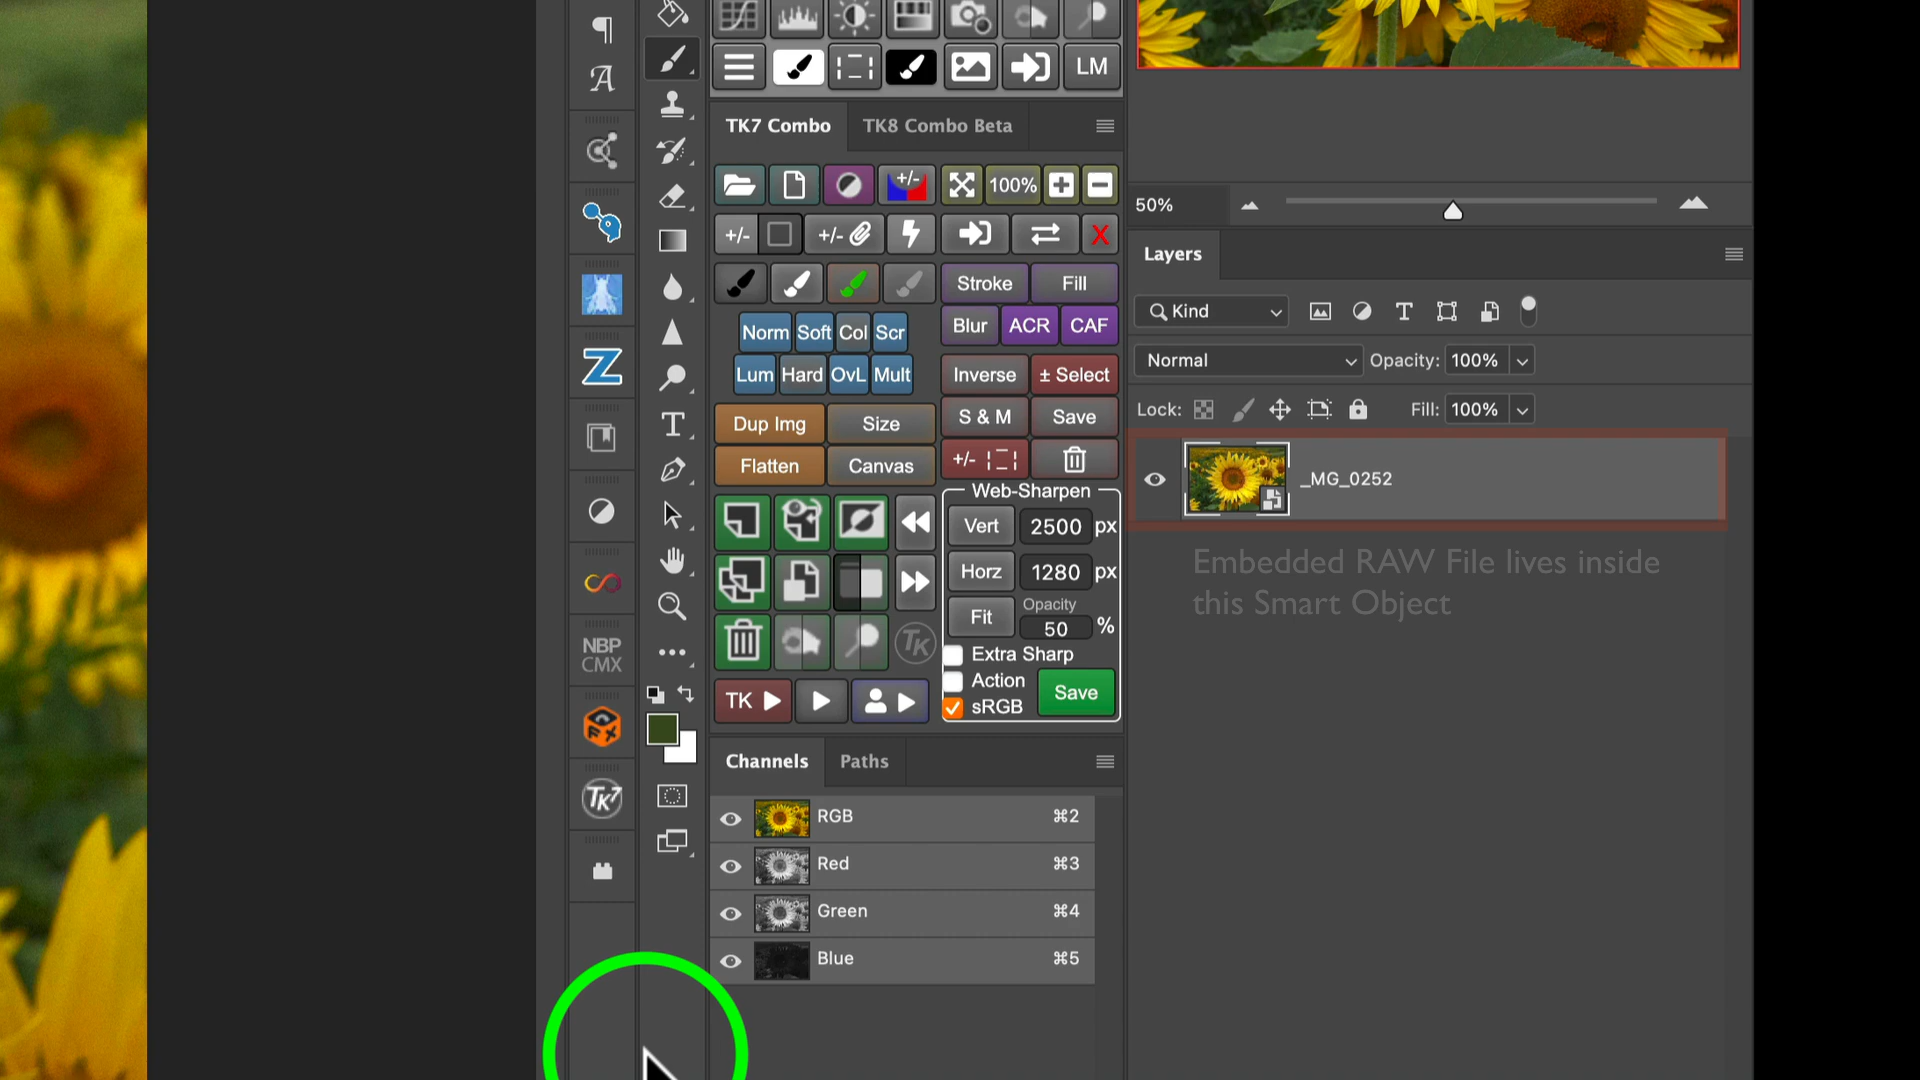 LM
TK7 Combo
TK8 Combo Beta
+/-
100%
+/-
+/-
X
Stroke
Fill
Norm
Soft
Col
Scr
Blur
ACR
CAF
Lum
Hard
OvL
Mult
Inverse
± Select
Dup Img
Size
S & M
Save
Flatten
Canvas
+/-
Web-Sharpen
Vert
2500
px
Horz
1280
px
Opacity
Fit
50
%
TK
Extra Sharp
Action
Save
sRGB
TK
NBP
CMX
FX
TK7
T
A
Z
Channels
Paths
RGB
⌘2
Red
⌘3
Green
⌘4
Blue
⌘5
50%
Layers
Kind
T
Normal
Opacity:
100%
Lock:
Fill:
100%
_MG_0252
Embedded RAW File lives inside
this Smart Object